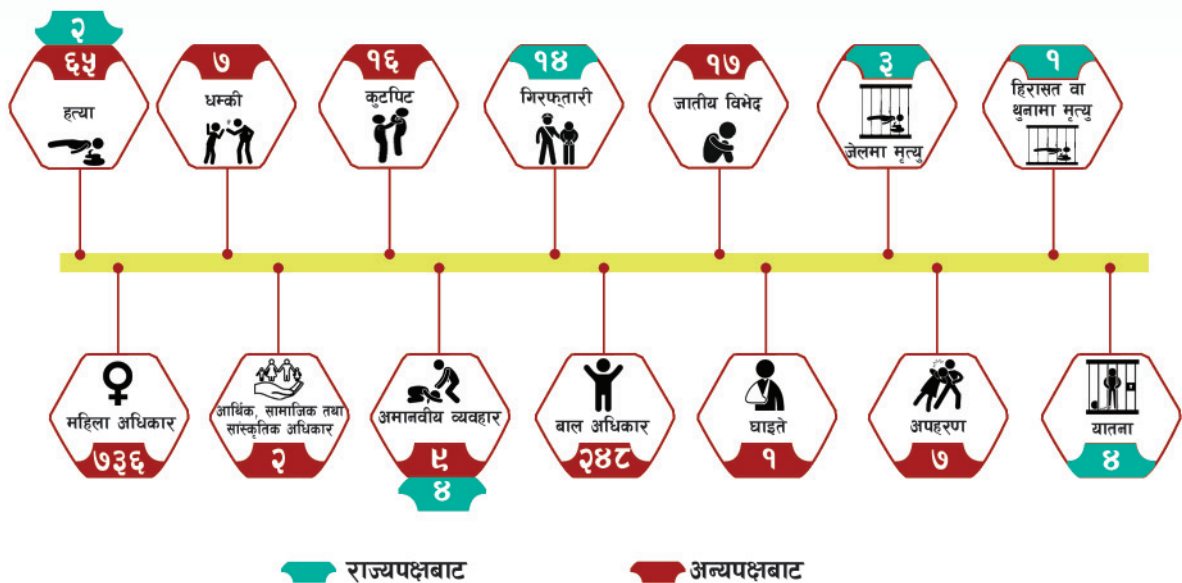 २
६५
हत्या
७
धम्की
१६
कुटपिट
१४
गिरफ्तारी
१७
जातीय विभेद
३
जेलमा मृत्यु
१
हिरासत वा
थुनामा मृत्यु
महिला अधिकार
७३६
आर्थिक, सामाजिक तथा
सांस्कृतिक अधिकार
२
अमानवीय व्यवहार
९
४
बाल अधिकार
२४८
घाइते
१
अपहरण
७
यातना
४
राज्यपक्षबाट
अन्यपक्षबाट